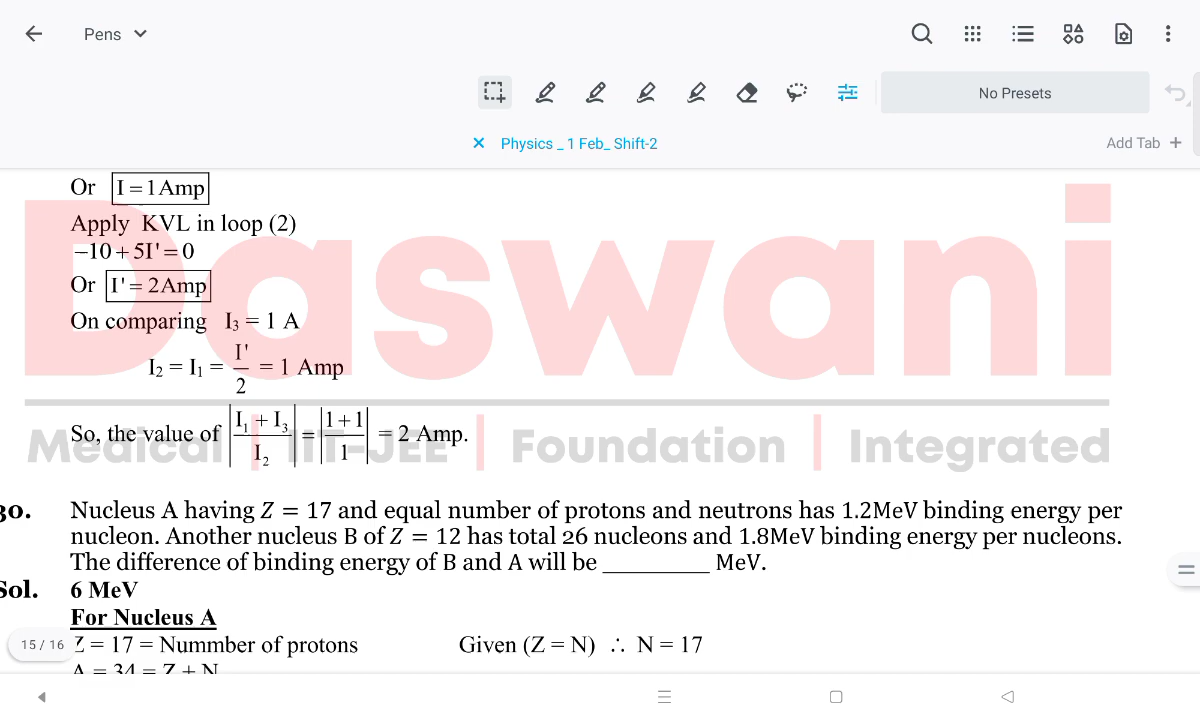 Pens
No Presets
Physics _ 1 Feb_ Shift-2
Add Tab +
Or I = 1 Amp
Apply KVL in loop (2)
−10 + 5I' = 0
Or I' = 2Amp
On comparing I₃ = 1 A
I₂ = I₁ = I'/2 = 1 Amp
So, the value of |(I₁ + I₃)/I₂| = |(1+1)/1| = 2 Amp.
Daswani
Medical | IIT-JEE | Foundation | Integrated
30. Nucleus A having Z = 17 and equal number of protons and neutrons has 1.2MeV binding energy per
nucleon. Another nucleus B of Z = 12 has total 26 nucleons and 1.8MeV binding energy per nucleons.
The difference of binding energy of B and A will be _________ MeV.
Sol. 6 MeV
For Nucleus A
15 / 16
Z = 17 = Nummber of protons Given (Z = N) ∴ N = 17
A = 34 = Z + N